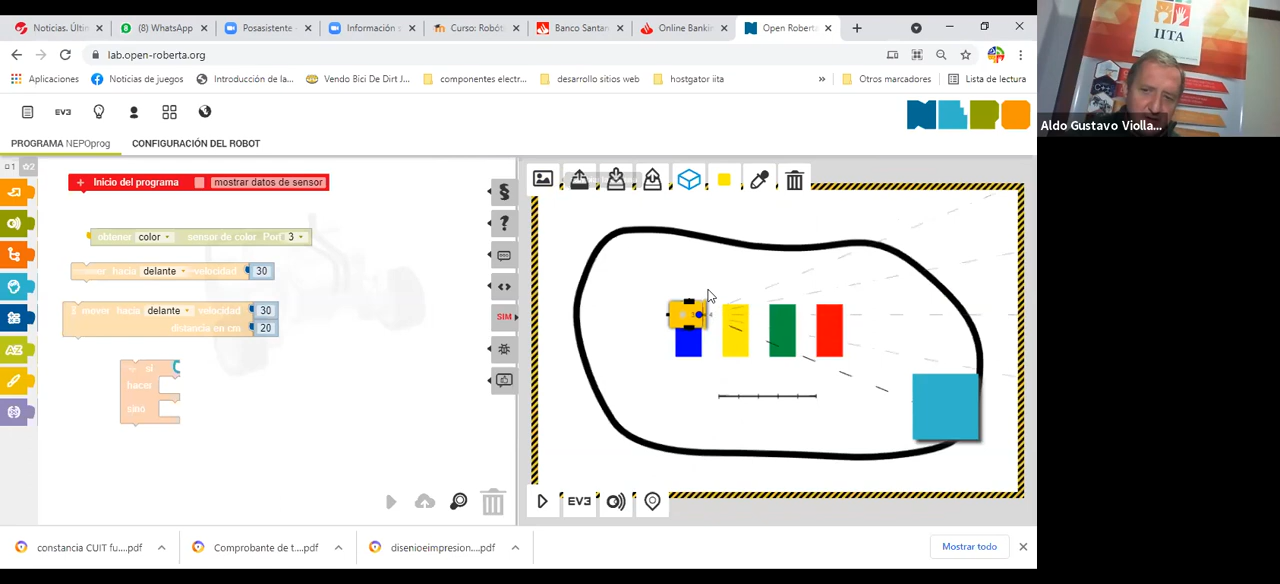 Noticias. Últin
(8) WhatsApp
Posasistente -
Información :
Curso: Robót
Banco Santan
Online Bankin
Open Roberta
lab.open-roberta.org
Aplicaciones
Noticias de juegos
Introducción de la...
Vendo Bici De Dirt J...
componentes electr...
desarrollo sitios web
hostgator iita
»
Otros marcadores
Lista de lectura
IITA
Aldo Gustavo Violla...
EV3
PROGRAMA NEPOprog
CONFIGURACIÓN DEL ROBOT
1
2
+ Inicio del programa
mostrar datos de sensor
obtener color sensor de color Port 3
mover hacia delante velocidad 30
mover hacia delante velocidad 30
distancia en cm 20
si
hacer
sino
SIM
EV3
constancia CUIT fu....pdf
Comprobante de t....pdf
disenioeimpresion....pdf
Mostrar todo